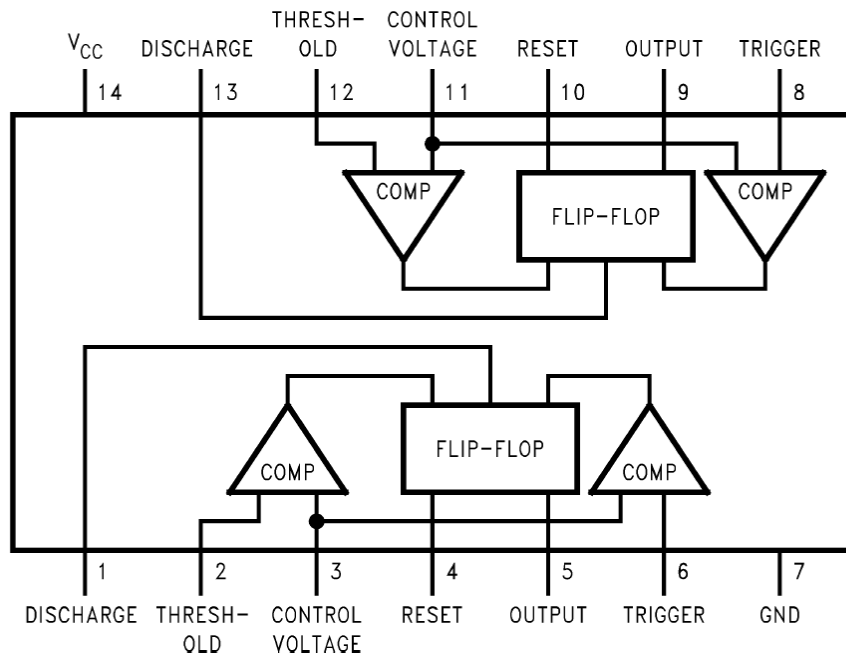 THRESH- CONTROL
VCC DISCHARGE OLD VOLTAGE RESET OUTPUT TRIGGER
14 13 12 11 10 9 8
COMP FLIP-FLOP COMP
COMP FLIP-FLOP COMP
1 2 3 4 5 6 7
DISCHARGE THRESH- CONTROL RESET OUTPUT TRIGGER GND
OLD VOLTAGE